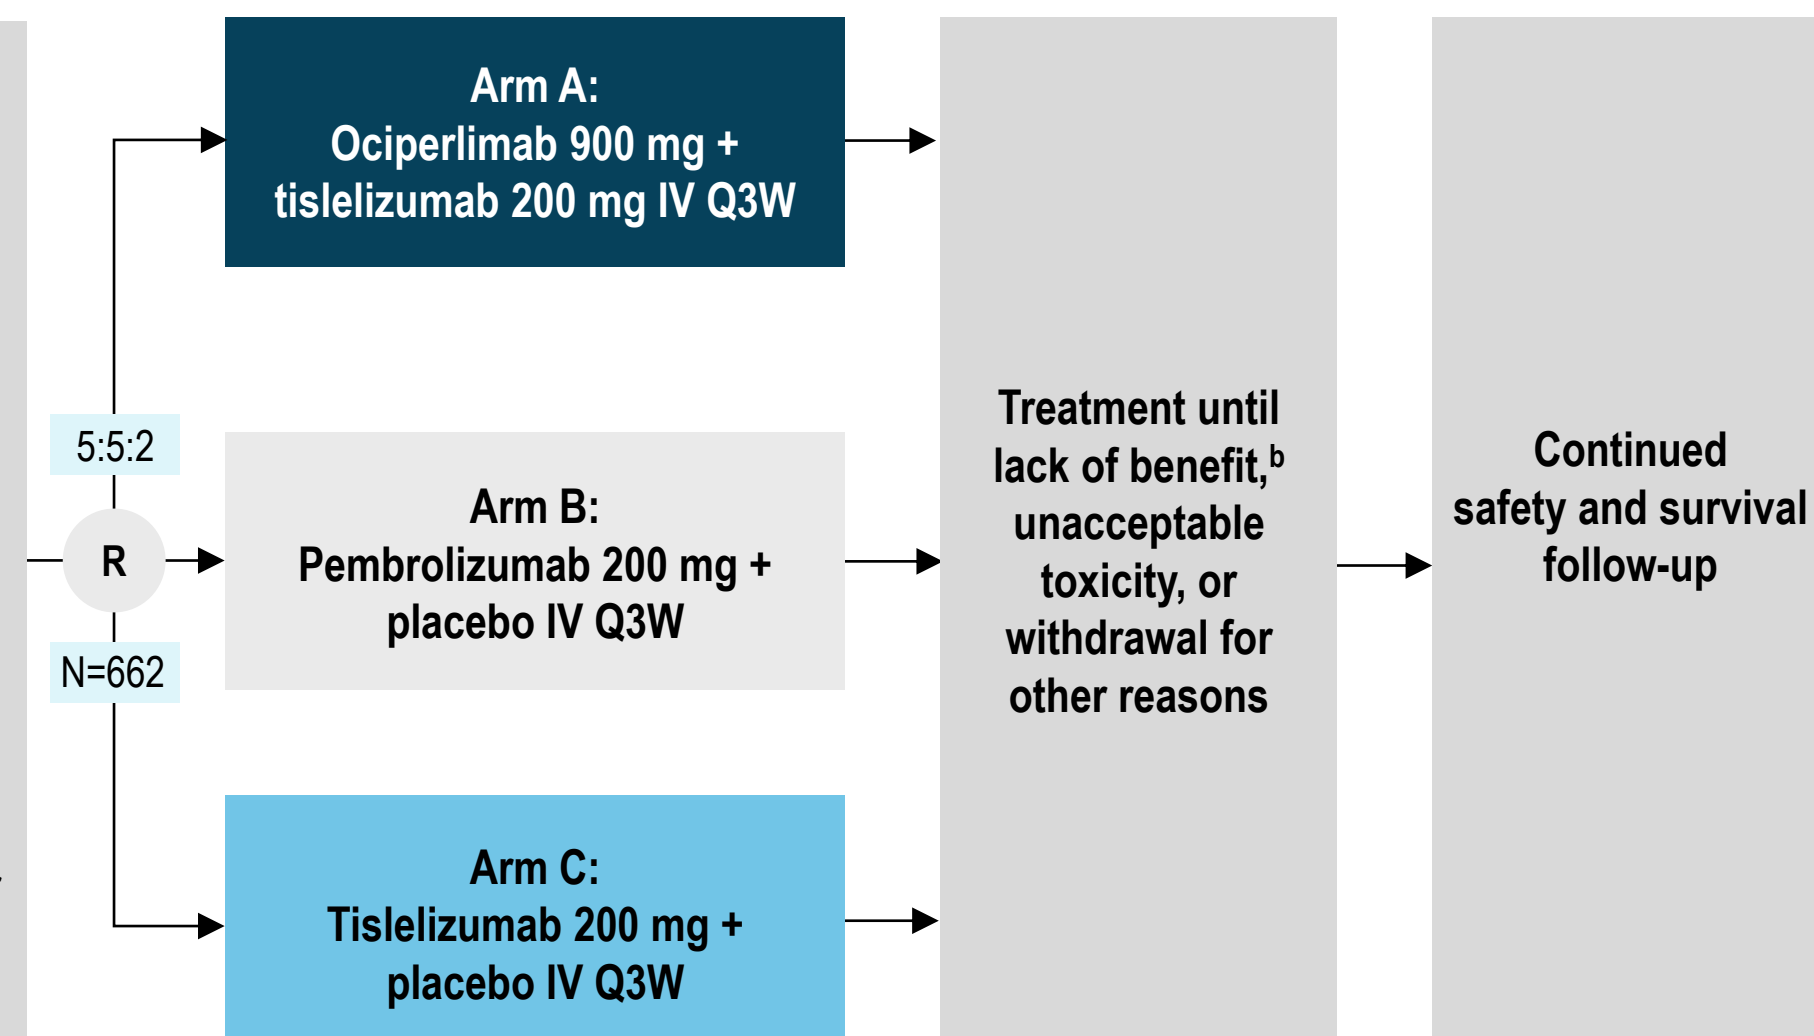 Arm A:
Ociperlimab 900 mg +
tislelizumab 200 mg IV Q3W
5:5:2
R
N=662
Arm B:
Pembrolizumab 200 mg +
placebo IV Q3W
Arm C:
Tislelizumab 200 mg +
placebo IV Q3W
Treatment until
lack of benefit,ᵇ
unacceptable
toxicity, or
withdrawal for
other reasons
Continued
safety and survival
follow-up